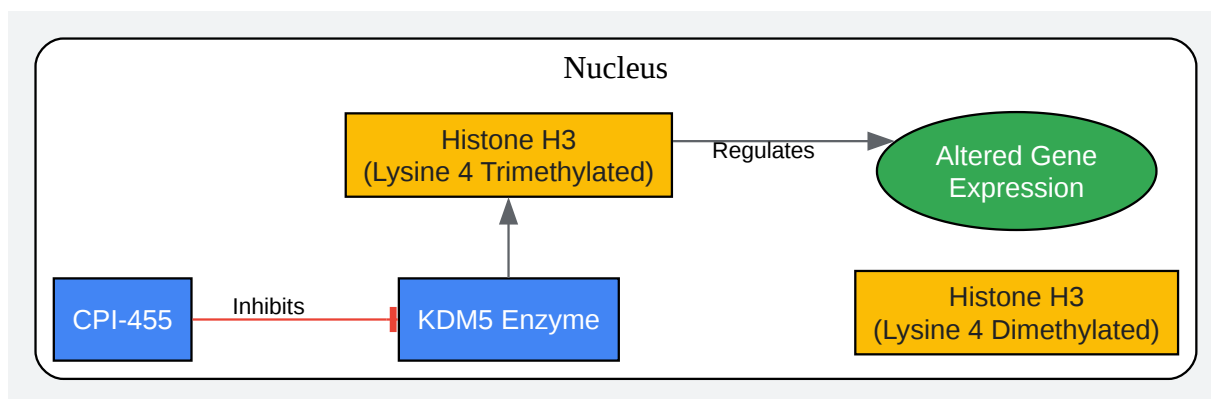 Nucleus
Histone H3
(Lysine 4 Trimethylated)
Regulates
Altered Gene
Expression
CPI-455
Inhibits
KDM5 Enzyme
Histone H3
(Lysine 4 Dimethylated)